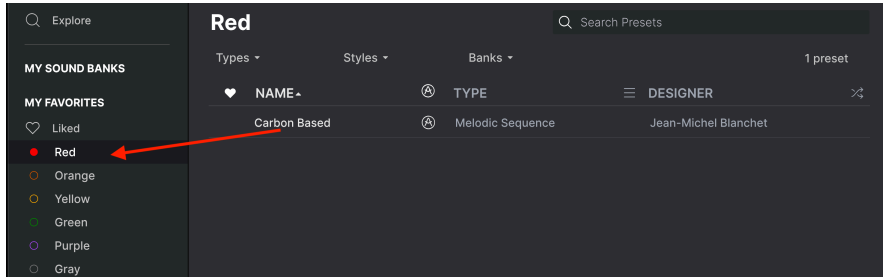 Explore
MY SOUND BANKS
MY FAVORITES
Liked
Red
Orange
Yellow
Green
Purple
Gray
Red
Search Presets
Types Styles Banks 1 preset
NAME TYPE DESIGNER
Carbon Based Melodic Sequence Jean-Michel Blanchet